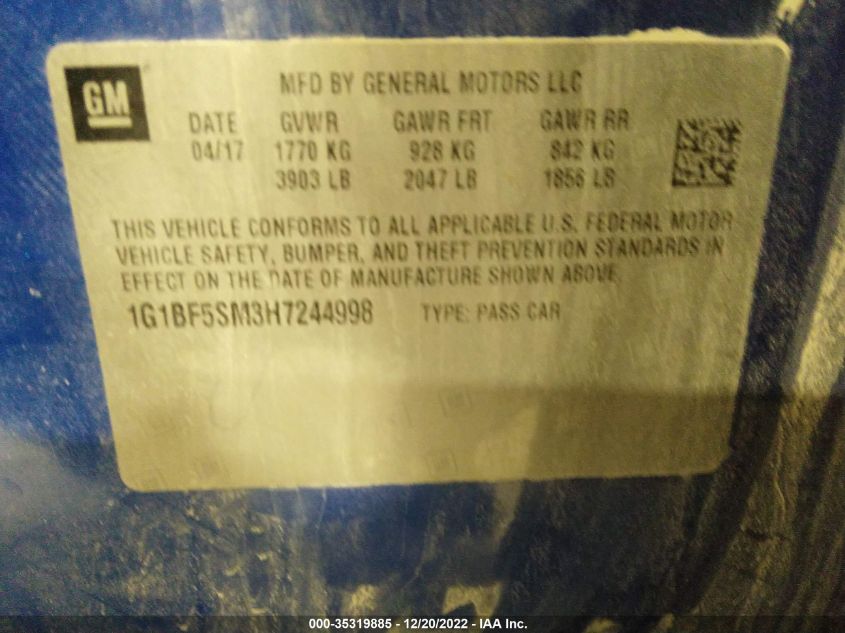 GM
MFD BY GENERAL MOTORS LLC
DATE GVWR GAWR FRT GAWR RR
04/17 1770 KG 928 KG 842 KG
3903 LB 2047 LB 1856 LB
THIS VEHICLE CONFORMS TO ALL APPLICABLE U.S. FEDERAL MOTOR
VEHICLE SAFETY, BUMPER, AND THEFT PREVENTION STANDARDS IN
EFFECT ON THE DATE OF MANUFACTURE SHOWN ABOVE.
1G1BF5SM3H7244998 TYPE: PASS CAR
000-35319885 - 12/20/2022 - IAA Inc.